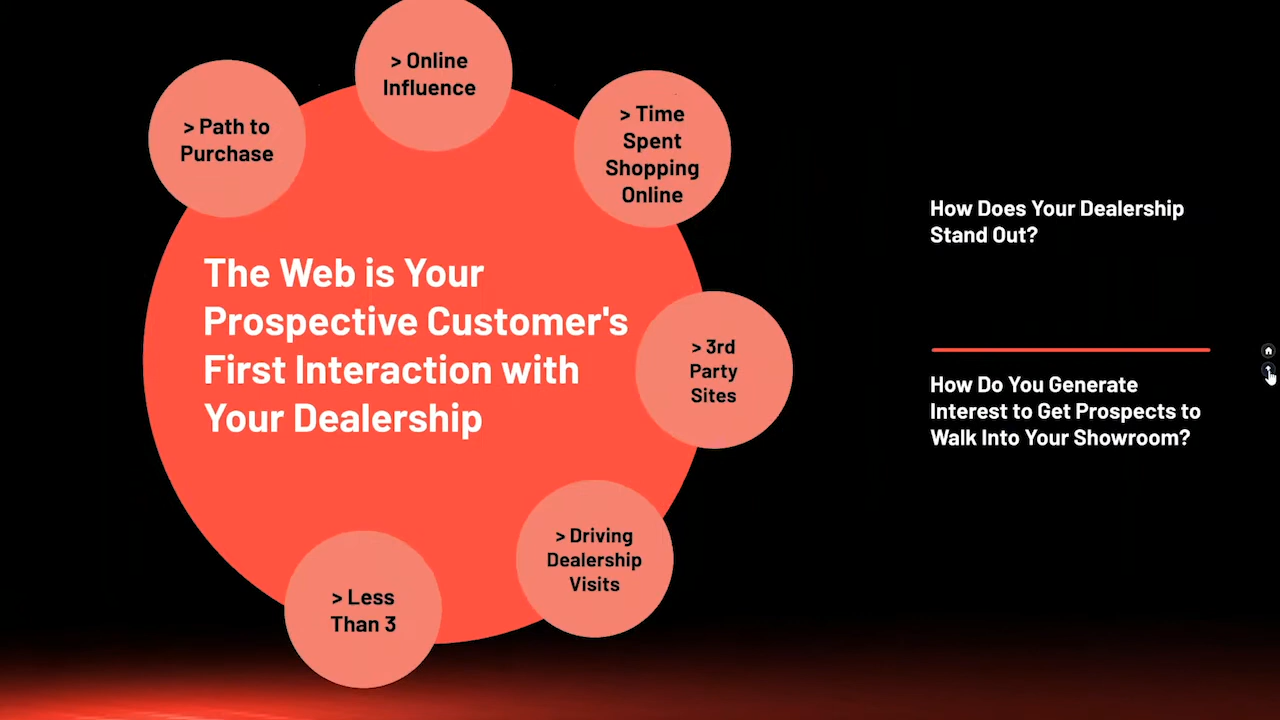 > Online
Influence
> Path to
Purchase
> Time
Spent
Shopping
Online
The Web is Your
Prospective Customer's
First Interaction with
Your Dealership
> 3rd
Party
Sites
> Driving
Dealership
Visits
> Less
Than 3
How Does Your Dealership
Stand Out?
How Do You Generate
Interest to Get Prospects to
Walk Into Your Showroom?